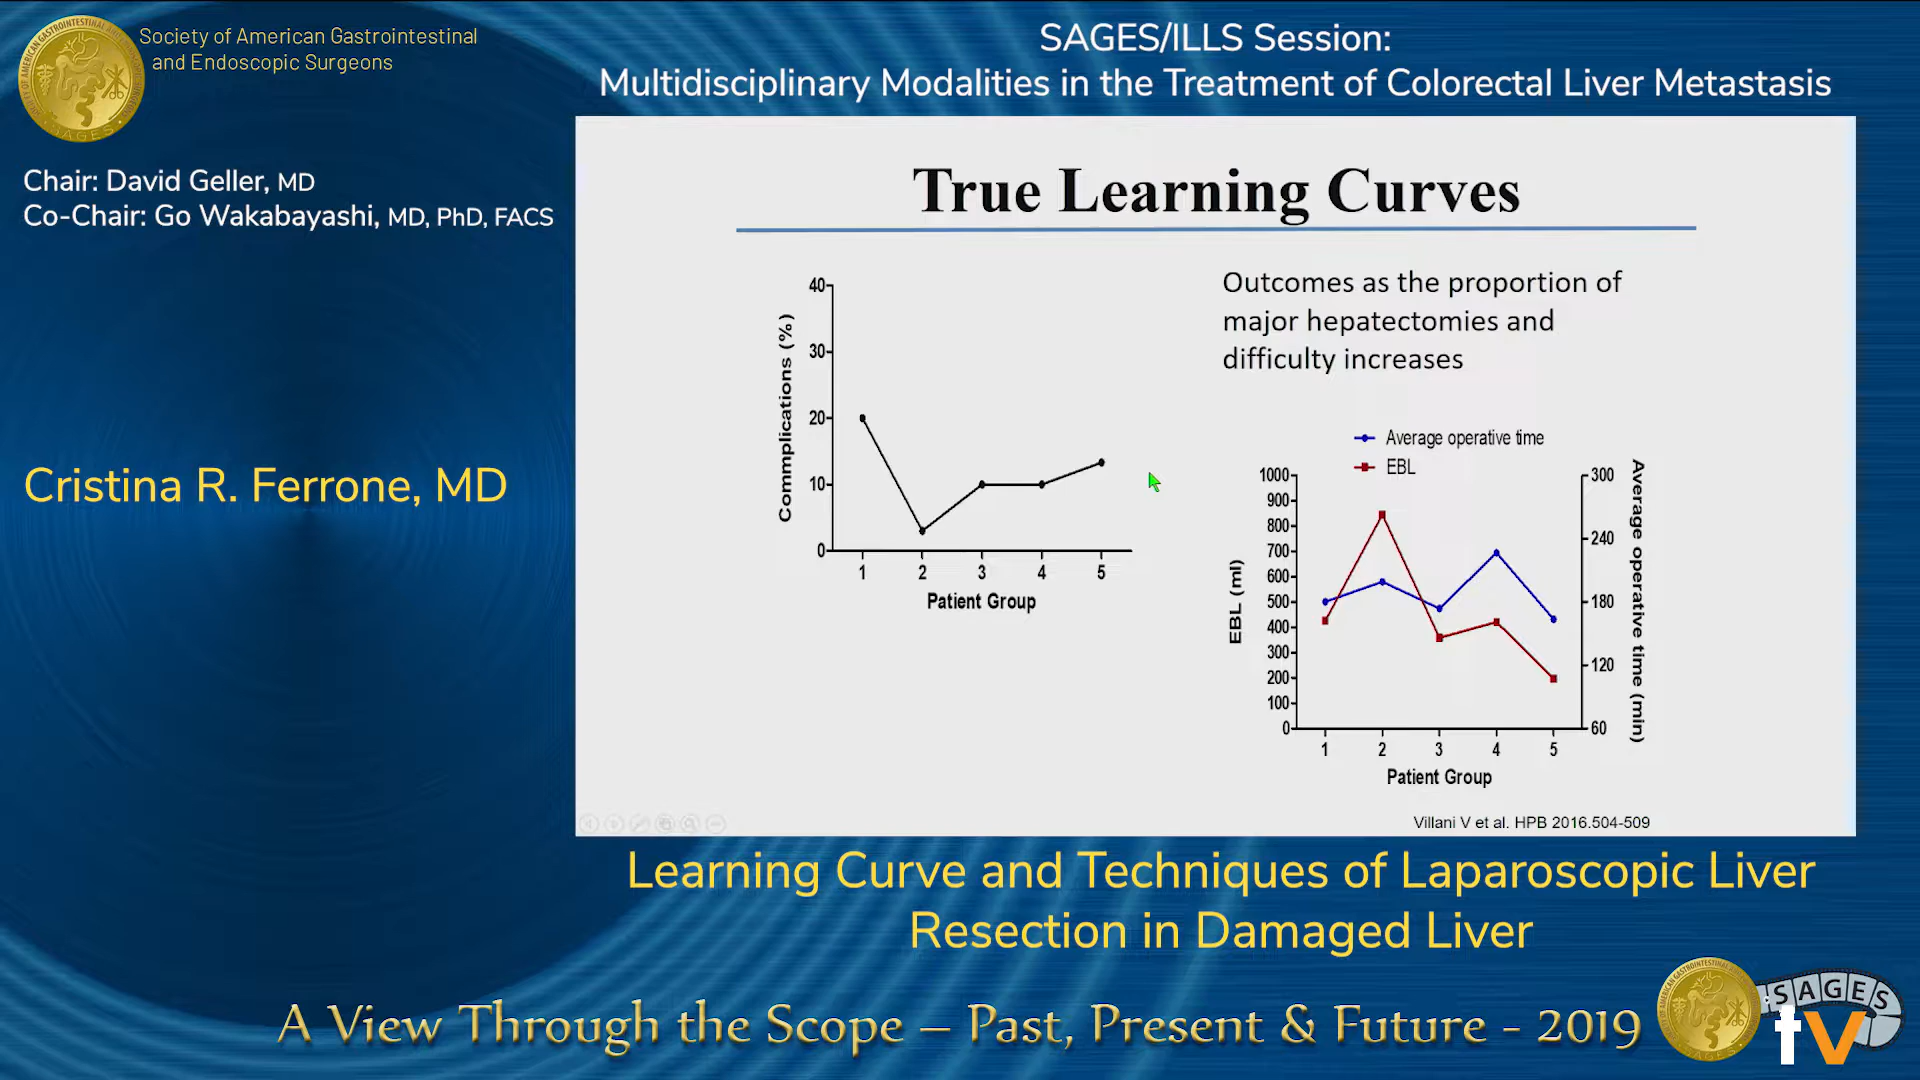 Society of American Gastrointestinal
and Endoscopic Surgeons
SAGES/ILLS Session:
Multidisciplinary Modalities in the Treatment of Colorectal Liver Metastasis
Chair: David Geller, MD
Co-Chair: Go Wakabayashi, MD, PhD, FACS
Cristina R. Ferrone, MD
True Learning Curves
Commplications (%)
40
30
20
10
0
1 2 3 4 5
Patient Group
Outcomes as the proportion of
major hepatectomies and
difficulty increases
Average operative time
EBL
EBL (ml)
1000
900
800
700
600
500
400
300
200
100
0
300
240
180
120
60
Average operative time (min)
1 2 3 4 5
Patient Group
Villani V et al. HPB 2016.504-509
Learning Curve and Techniques of Laparoscopic Liver
Resection in Damaged Liver
A View Through the Scope – Past, Present & Future - 2019
SAGES
tv